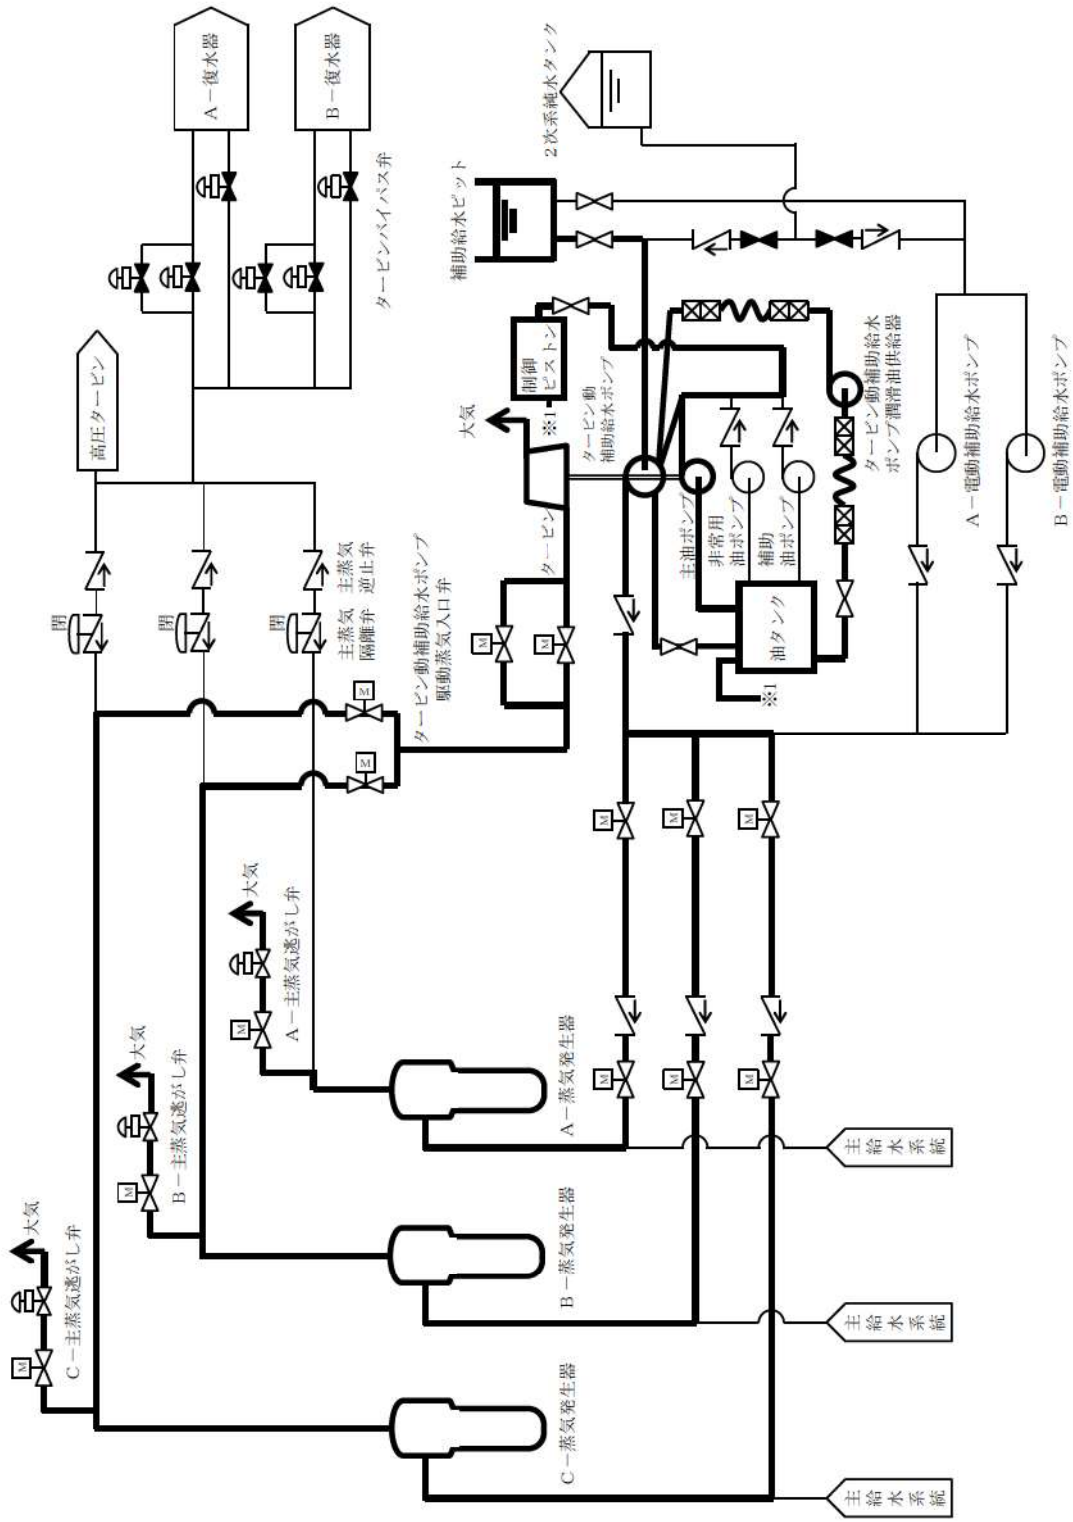 A－復水器
B－復水器
タービンバイパス弁
高圧タービン
2次系純水タンク
補助給水ピット
制御
ピストン
※1
大気
タービン動
補助給水ポンプ
タービン
主油ポンプ
非常用
油ポンプ
補助
油ポンプ
油タンク
※1
タービン動補助給水
ポンプ潤滑油供給器
A－電動補助給水ポンプ
B－電動補助給水ポンプ
閉
閉
閉
主蒸気
逆止弁
主蒸気
隔離弁
タービン動補助給水ポンプ
駆動蒸気入口弁
M
M
M
M
大気
A－主蒸気逃がし弁
M
大気
B－主蒸気逃がし弁
M
大気
C－主蒸気逃がし弁
M
A－蒸気発生器
B－蒸気発生器
C－蒸気発生器
M
M
M
M
M
M
主給水系統
主給水系統
主給水系統